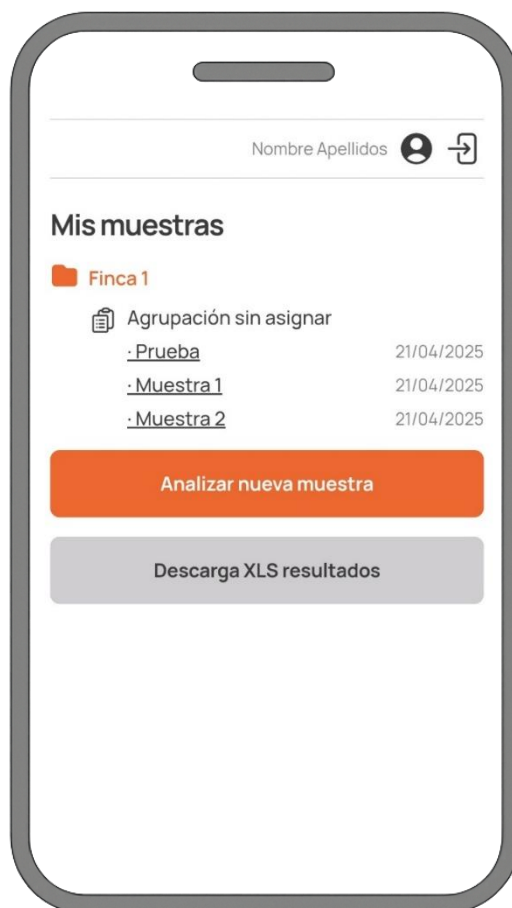 Nombre Apellidos
Mis muestras
Finca 1
Agrupación sin asignar
· Prueba 21/04/2025
· Muestra 1 21/04/2025
· Muestra 2 21/04/2025
Analizar nueva muestra
Descarga XLS resultados